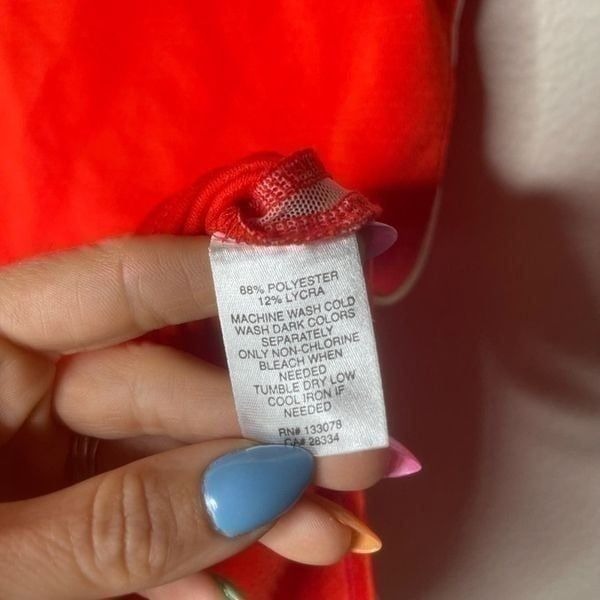 88% POLYESTER
12% LYCRA
MACHINE WASH COLD
WASH DARK COLORS
SEPARATELY
ONLY NON-CHLORINE
BLEACH WHEN
NEEDED
TUMBLE DRY LOW
COOL IRON IF
NEEDED
RN# 133078
CA# 28334